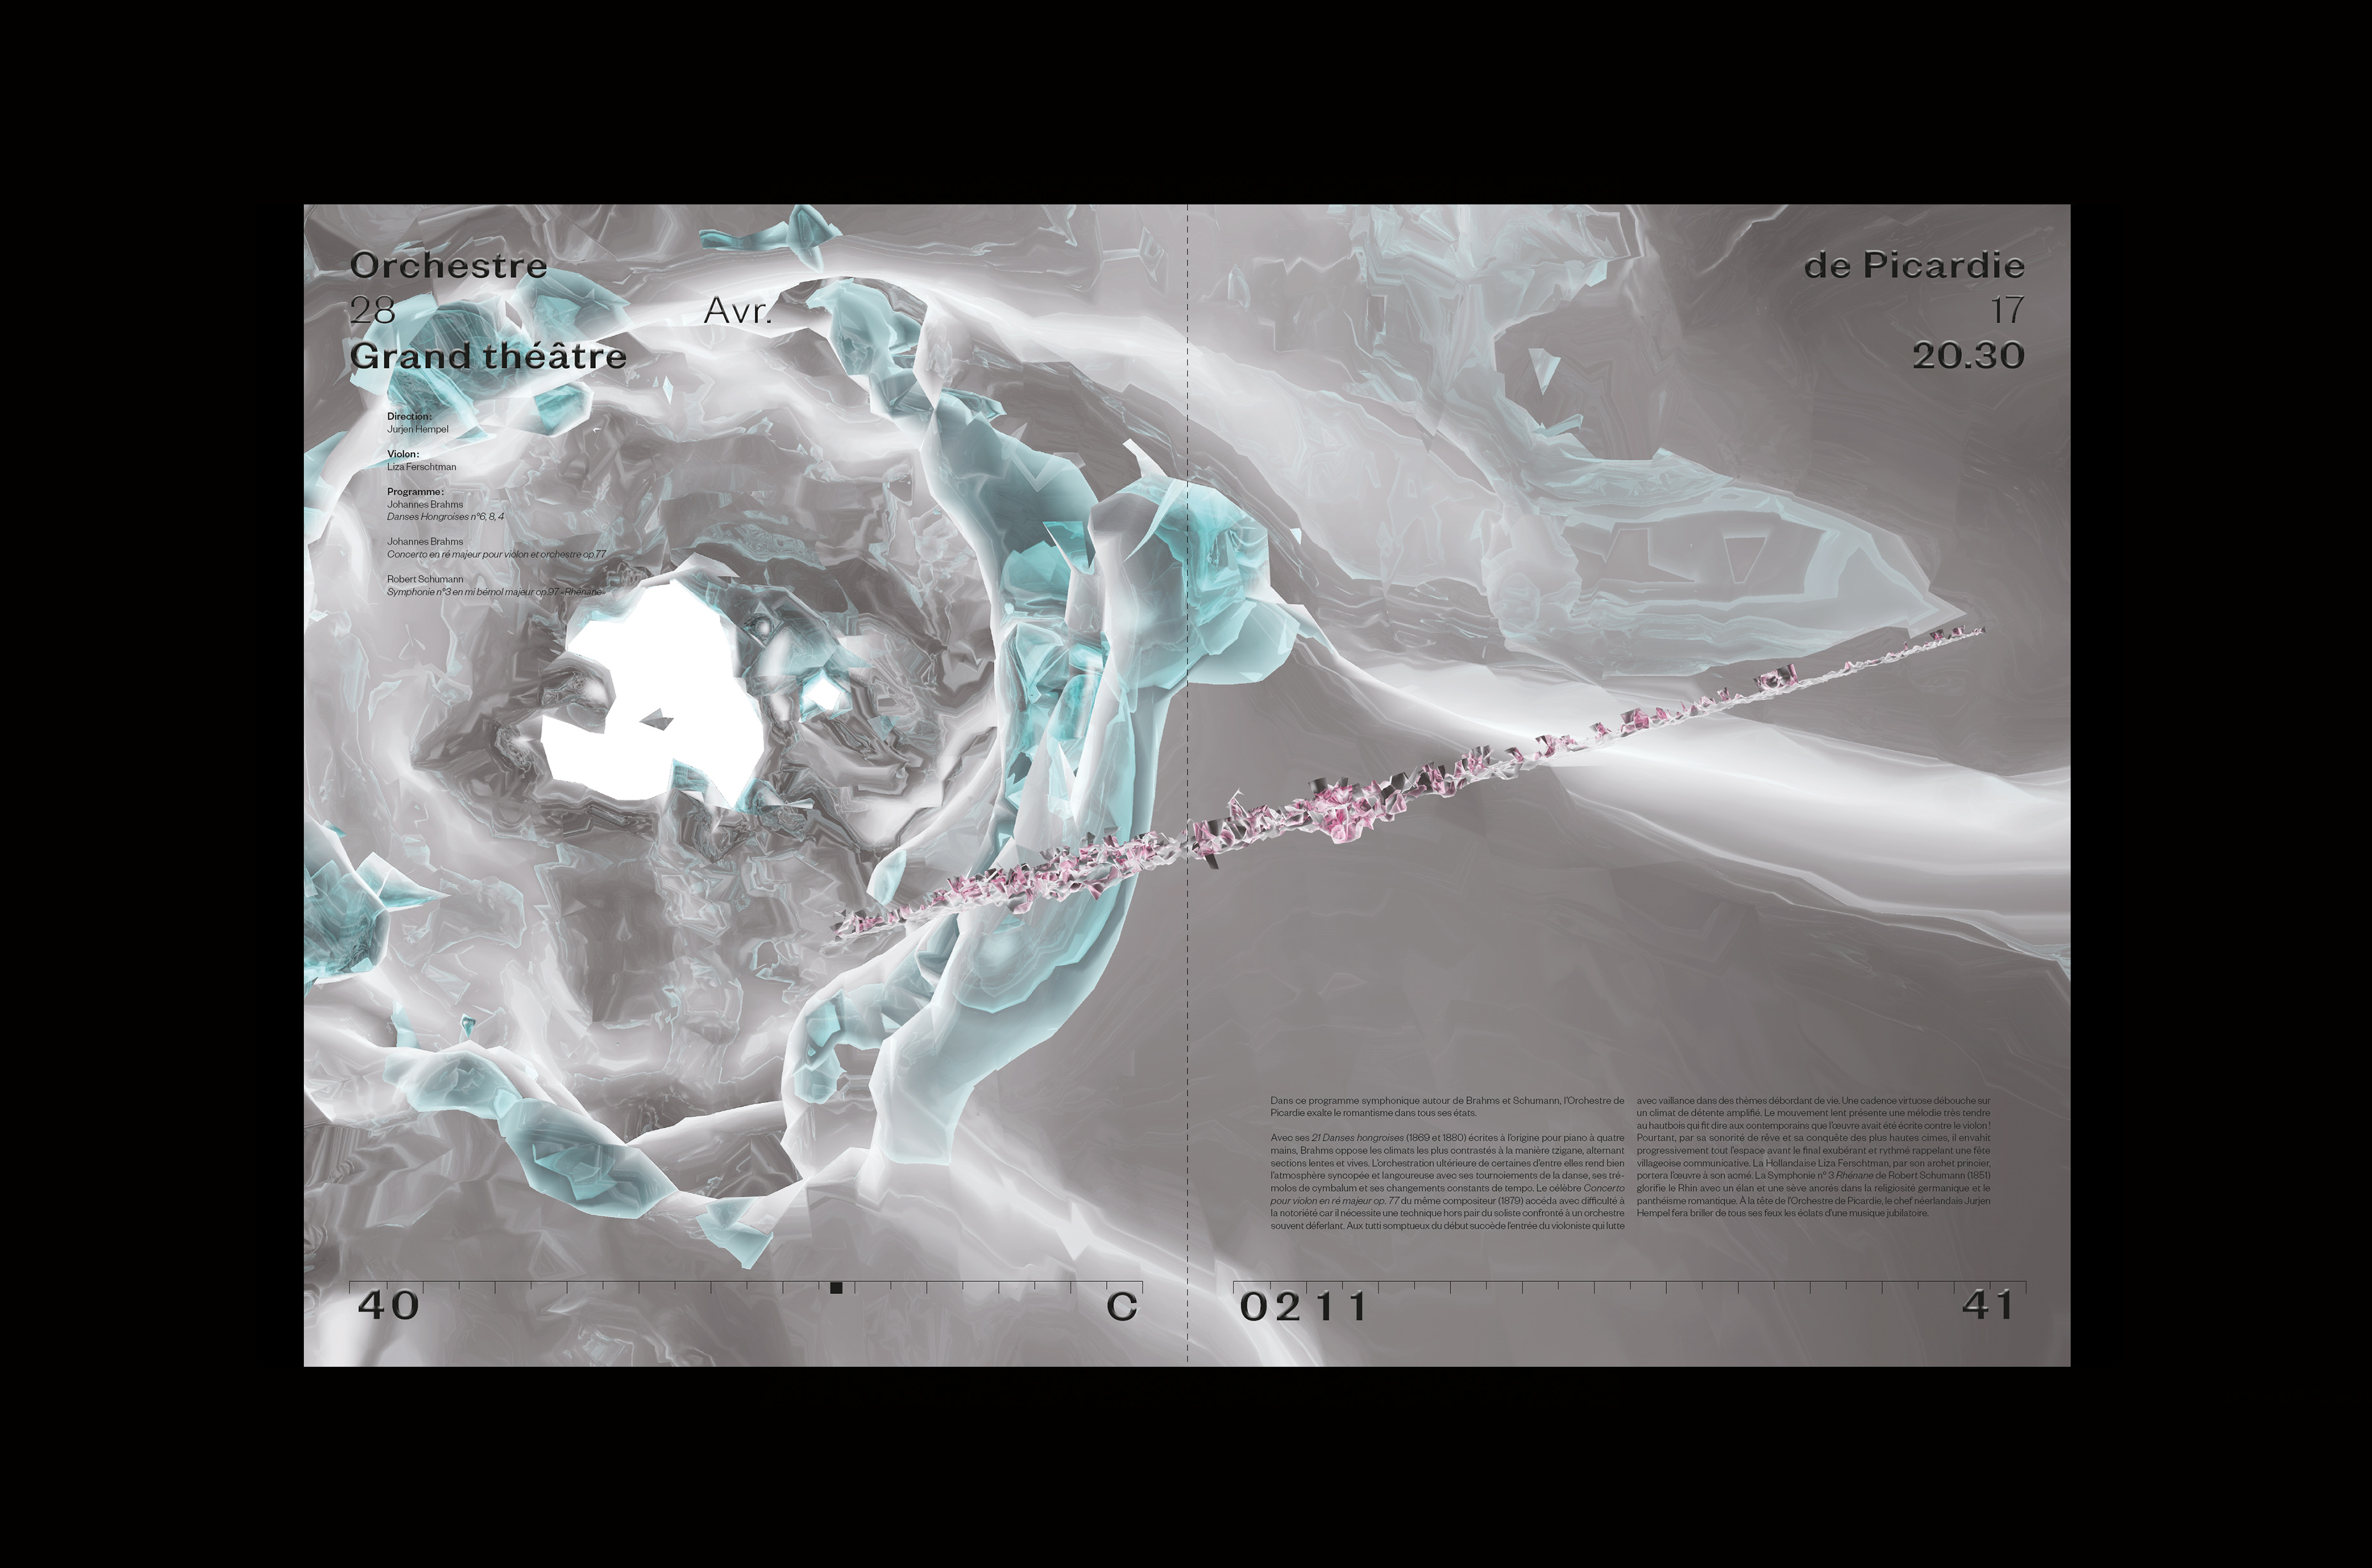 Orchestre
de Picardie
28
Avr.
17
Grand théâtre
20.30
Direction :
Jurjen Hempel
Violon :
Liza Ferschtman
Programme :
Johannes Brahms
Danses Hongroises n°6, 8, 4
Johannes Brahms
Concerto en ré majeur pour violon et orchestre op.77
Robert Schumann
Symphonie n°3 en mi bémol majeur op.97 «Rhénane»
Dans ce programme symphonique autour de Brahms et Schumann, l'Orchestre de
Picardie exalte le romantisme dans tous ses états.
Avec ses 21 Danses hongroises (1869 et 1880) écrites à l'origine pour piano à quatre
mains, Brahms oppose les climats les plus contrastés à la manière tzigane, alternant
sections lentes et vives. L'orchestration ultérieure de certaines d'entre elles rend bien
l'atmosphère syncopée et langoureuse avec ses tournoiements de la danse, ses tré-
molos de cymbalum et ses changements constants de tempo. Le célèbre Concerto
pour violon en ré majeur op. 77 du même compositeur (1879) accéda avec difficulté à
la notoriété car il nécessite une technique hors pair du soliste confronté à un orchestre
souvent déferlant. Aux tutti somptueux du début succède l'entrée du violoniste qui lutte
avec vaillance dans des thèmes débordant de vie. Une cadence virtuose débouche sur
un climat de détente amplifié. Le mouvement lent présente une mélodie très tendre
au hautbois qui fit dire aux contemporains que l'œuvre avait été écrite contre le violon !
Pourtant, par sa sonorité de rêve et sa conquête des plus hautes cimes, il envahit
progressivement tout l'espace avant le final exubérant et rythmé rappelant une fête
villageoise communicative. La Hollandaise Liza Ferschtman, par son archet princier,
portera l'œuvre à son acmé. La Symphonie n° 3 Rhénane de Robert Schumann (1851)
glorifie le Rhin avec un élan et une sève ancrés dans la religiosité germanique et le
panthéisme romantique. À la tête de l'Orchestre de Picardie, le chef néerlandais Jurjen
Hempel fera briller de tous ses feux les éclats d'une musique jubilatoire.
40
C
0211
41